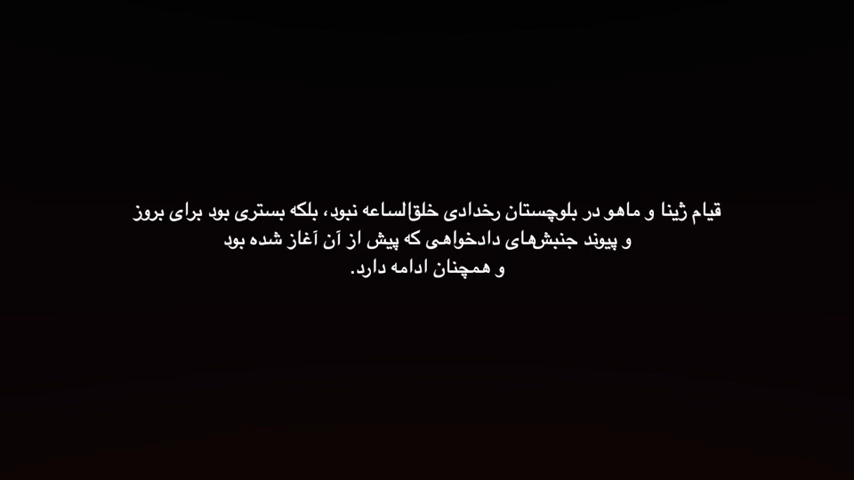 قیام ژینا و ماهو در بلوچستان رخدادی خلق‌الساعه نبود، بلکه بستری بود برای بروز
و پیوند جنبش‌های دادخواهی که پیش از آن آغاز شده بود
و همچنان ادامه دارد.